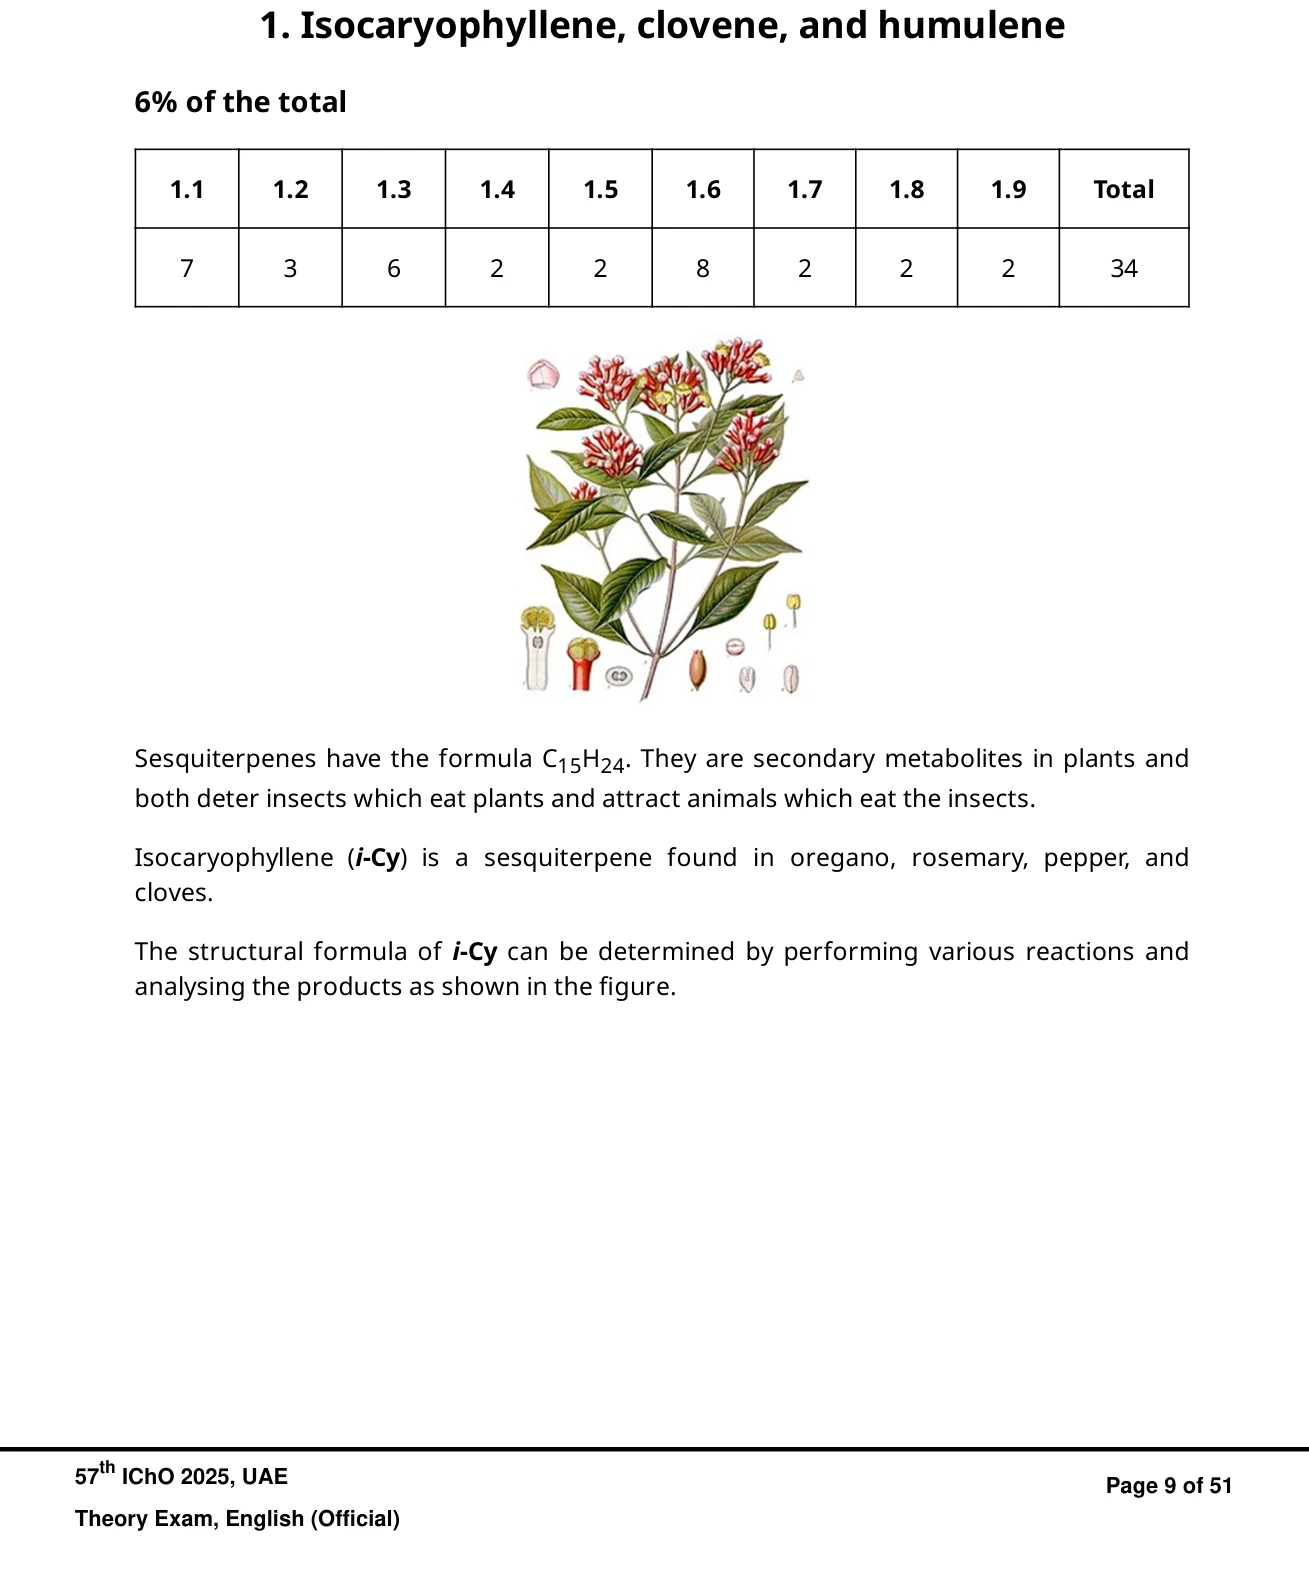 1. Isocaryophyllene, clovene, and humulene
6% of the total
1.1 1.2 1.3 1.4 1.5 1.6 1.7 1.8 1.9 Total
7 3 6 2 2 8 2 2 2 34
Sesquiterpenes have the formula C15H24. They are secondary metabolites in plants and
both deter insects which eat plants and attract animals which eat the insects.
Isocaryophyllene (i-Cy) is a sesquiterpene found in oregano, rosemary, pepper, and
cloves.
The structural formula of i-Cy can be determined by performing various reactions and
analysing the products as shown in the figure.
57th IChO 2025, UAE
Theory Exam, English (Official)
Page 9 of 51